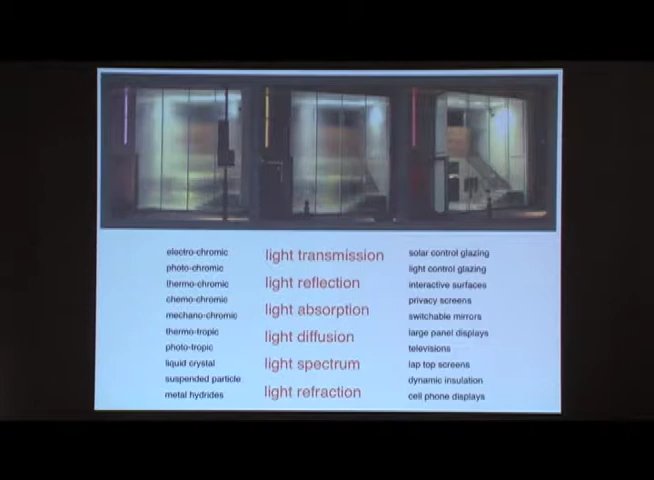 electro-chromic
photo-chromic
thermo-chromic
chemo-chromic
mechano-chromic
thermo-tropic
photo-tropic
liquid crystal
suspended particle
metal hydrides
light transmission
light reflection
light absorption
light diffusion
light spectrum
light refraction
solar control glazing
light control glazing
interactive surfaces
privacy screens
switchable mirrors
large panel displays
televisions
lap top screens
dynamic insulation
cell phone displays